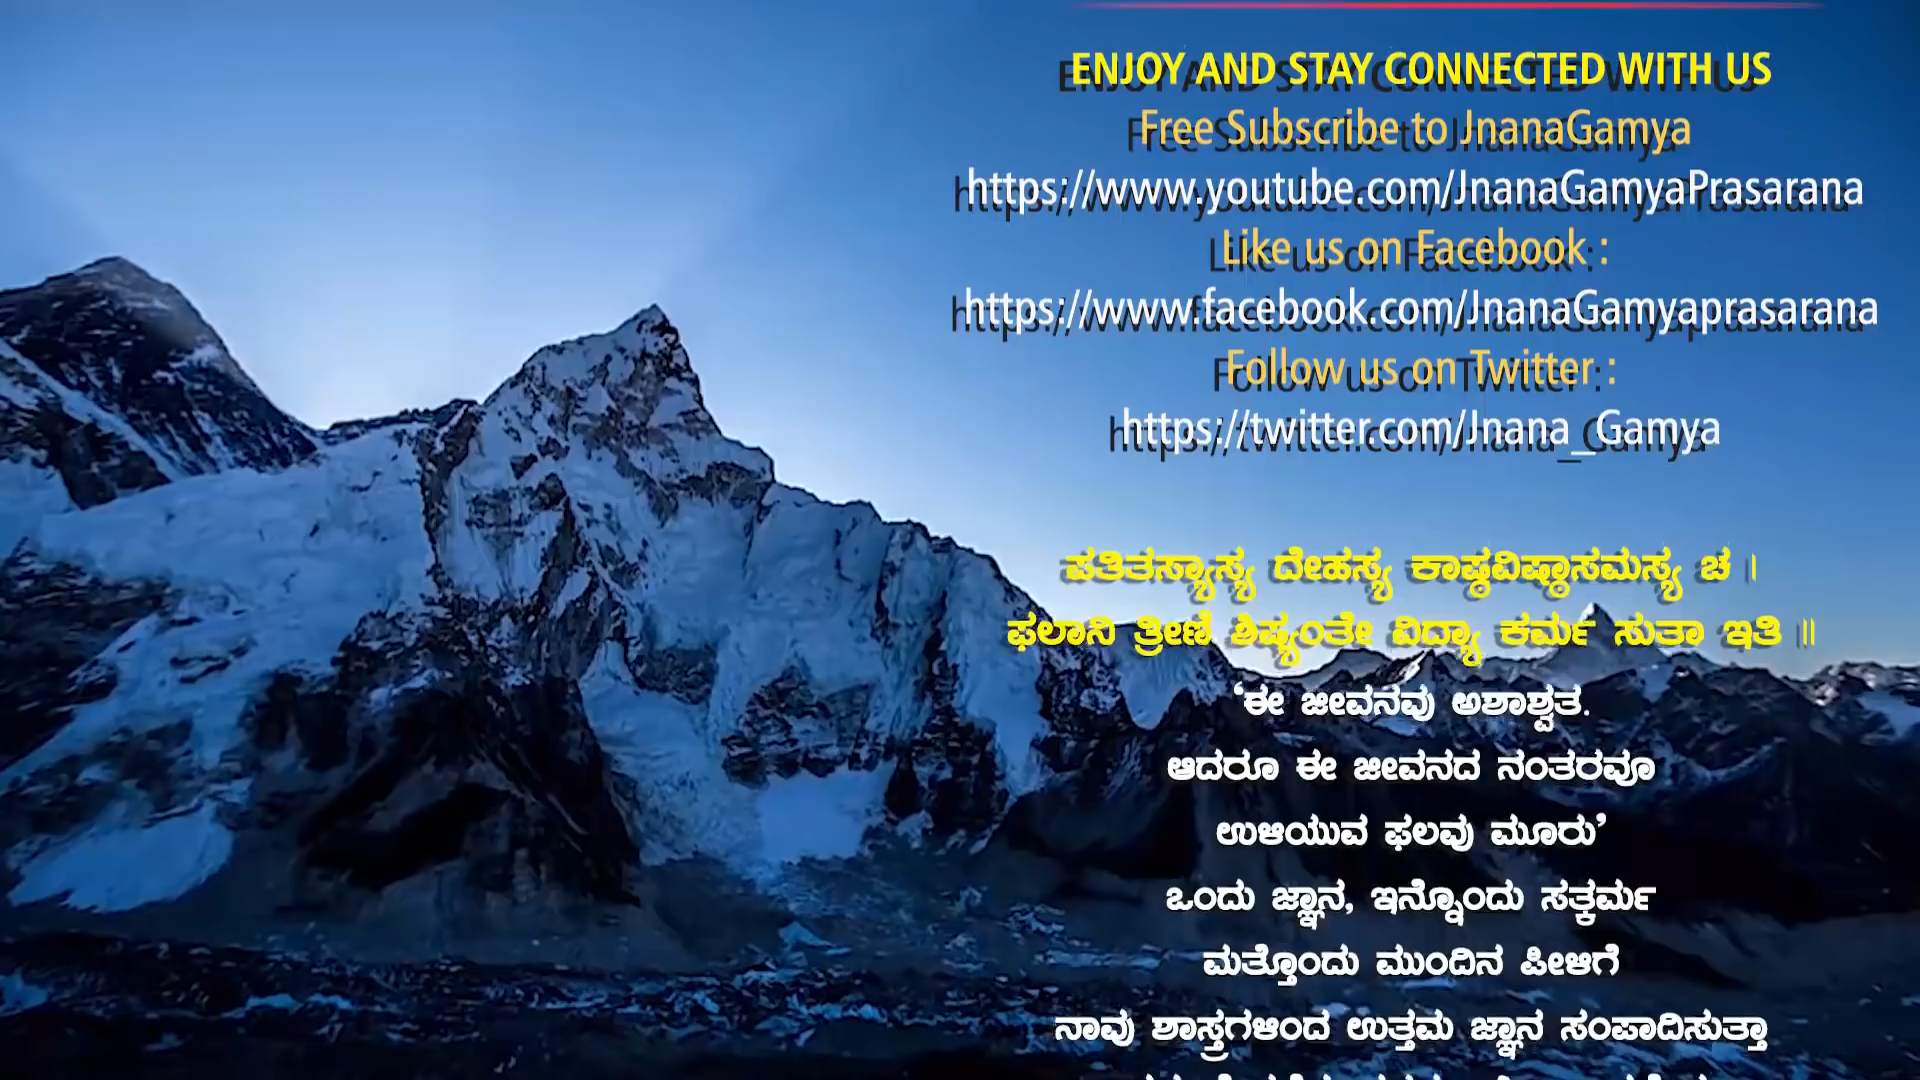 ENJOY AND STAY CONNECTED WITH US
Free Subscribe to JnanaGamya
https://www.youtube.com/JnanaGamyaPrasarana
Like us on Facebook :
https://www.facebook.com/JnanaGamyaprasarana
Follow us on Twitter :
https://twitter.com/Jnana_Gamya
ಪತಿತಸ್ಯಾಸ್ಯ ದೇಹಸ್ಯ ಕಾಷ್ಠವಿಷ್ಠಾಸಮಸ್ಯ ಚ ।
ಫಲಾನಿ ತ್ರೀಣಿ ಶಿಷ್ಯಂತೇ ವಿದ್ಯಾ ಕರ್ಮ ಸುತಾ ಇತಿ ॥
‘ಈ ಜೀವನವು ಅಶಾಶ್ವತ.
ಆದರೂ ಈ ಜೀವನದ ನಂತರವೂ
ಉಳಿಯುವ ಫಲವು ಮೂರು’
ಒಂದು ಜ್ಞಾನ, ಇನ್ನೊಂದು ಸತ್ಕರ್ಮ
ಮತ್ತೊಂದು ಮುಂದಿನ ಪೀಳಿಗೆ
ನಾವು ಶಾಸ್ತ್ರಗಳಿಂದ ಉತ್ತಮ ಜ್ಞಾನ ಸಂಪಾದಿಸುತ್ತಾ